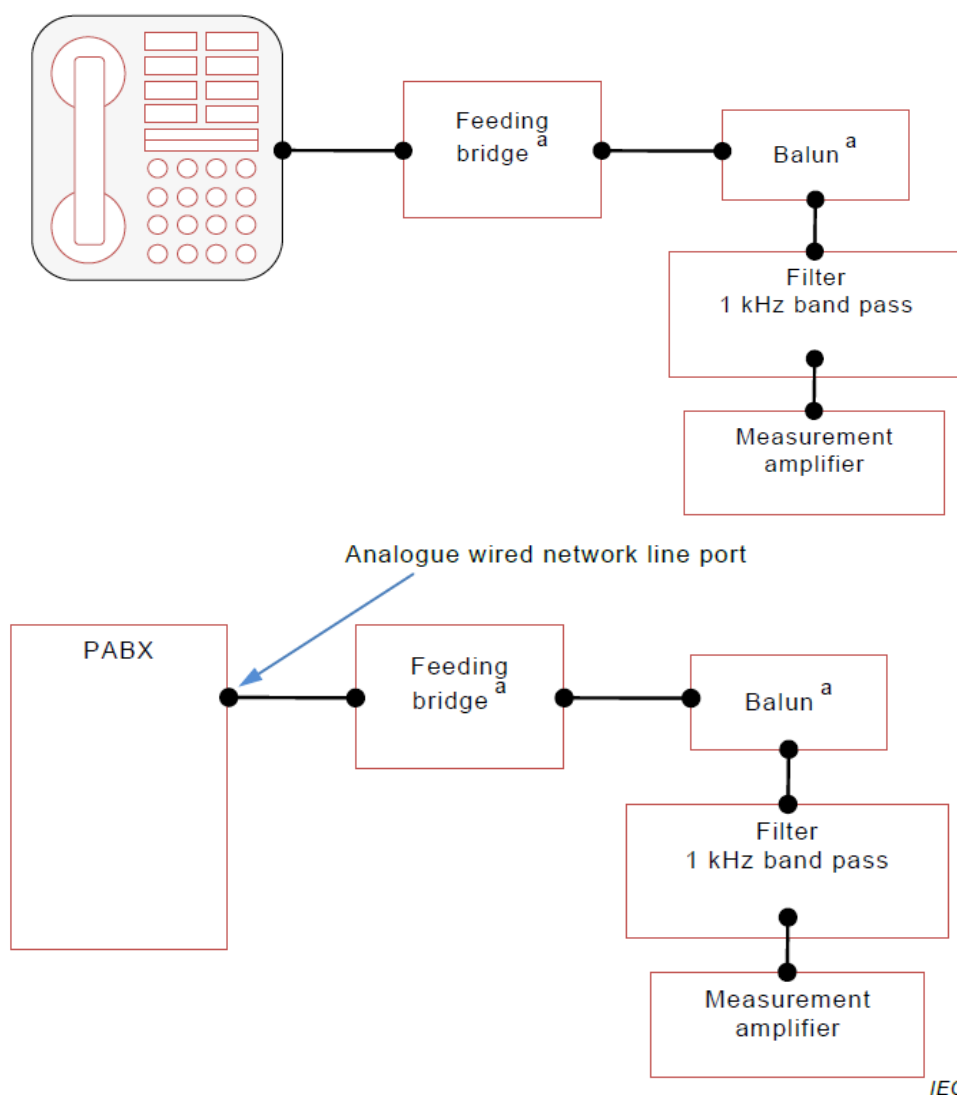 Feeding
bridge a
Balun a
Filter
1 kHz band pass
Measurement
amplifier
Analogue wired network line port
PABX
Feeding
bridge a
Balun a
Filter
1 kHz band pass
Measurement
amplifier
IEC